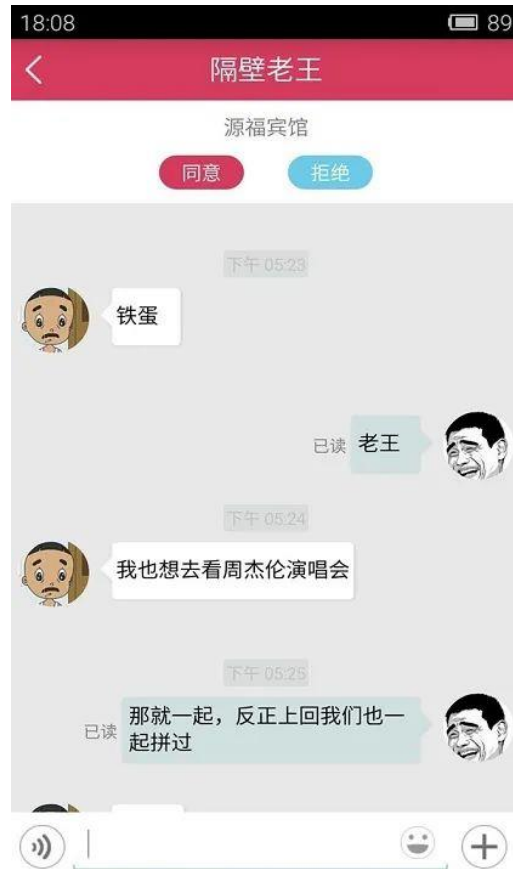 18:08
89
隔壁老王
源福宾馆
同意
拒绝
下午 05:23
铁蛋
已读
老王
下午 05:24
我也想去看周杰伦演唱会
下午 05:25
已读
那就一起，反正上回我们也一
起拼过